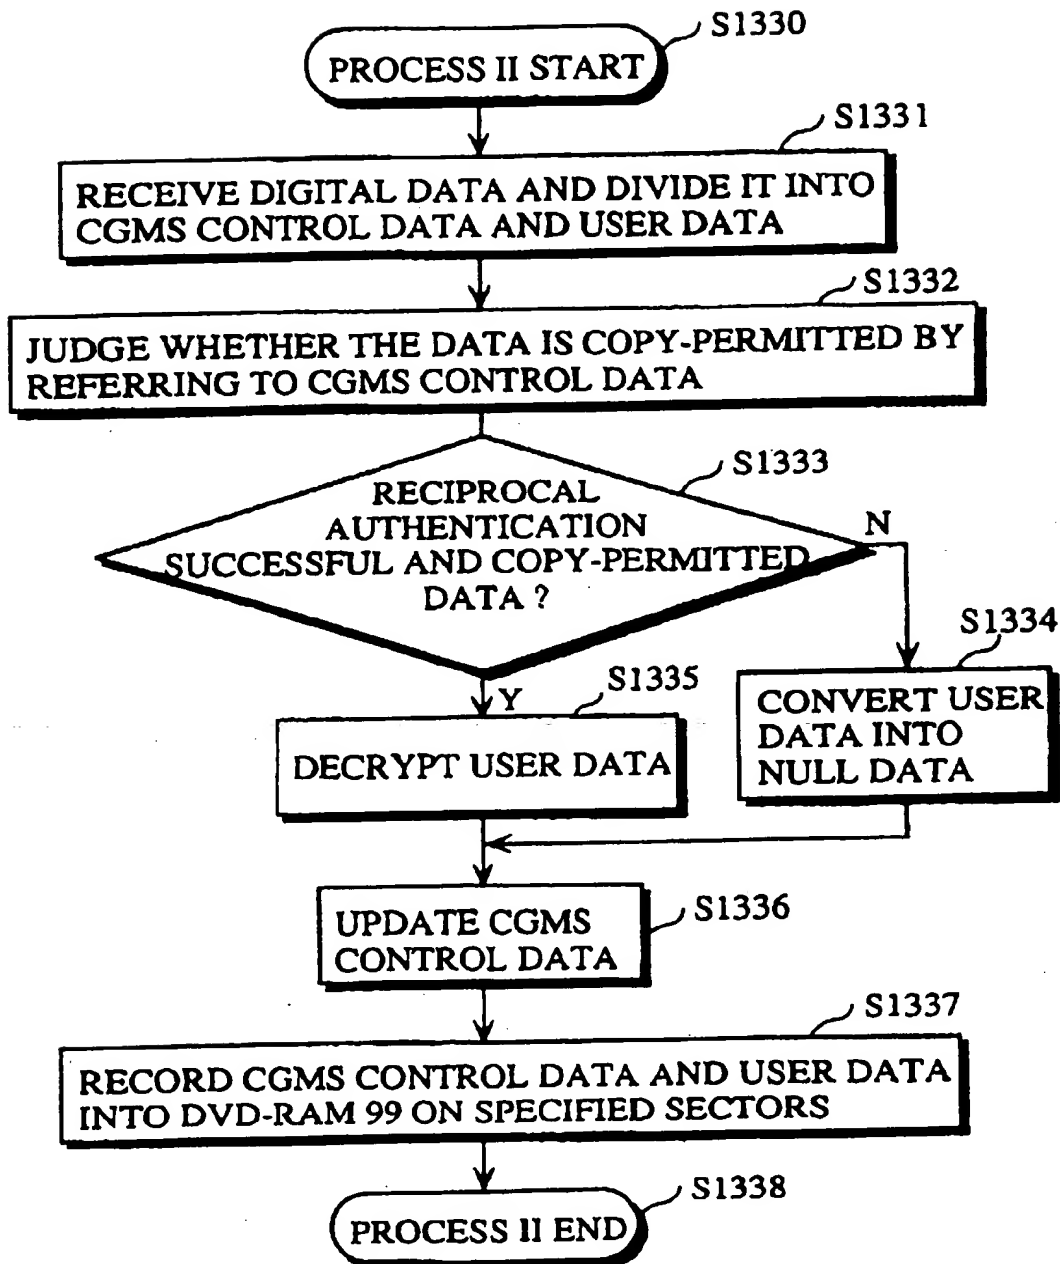 S1330
PROCESS II START
S1331
RECEIVE DIGITAL DATA AND DIVIDE IT INTO
CGMS CONTROL DATA AND USER DATA
S1332
JUDGE WHETHER THE DATA IS COPY-PERMITTED BY
REFERRING TO CGMS CONTROL DATA
S1333
RECIPROCAL
AUTHENTICATION
SUCCESSFUL AND COPY-PERMITTED
DATA ?
N
S1334
CONVERT USER
DATA INTO
NULL DATA
Y
S1335
DECRYPT USER DATA
S1336
UPDATE CGMS
CONTROL DATA
S1337
RECORD CGMS CONTROL DATA AND USER DATA
INTO DVD-RAM 99 ON SPECIFIED SECTORS
S1338
PROCESS II END